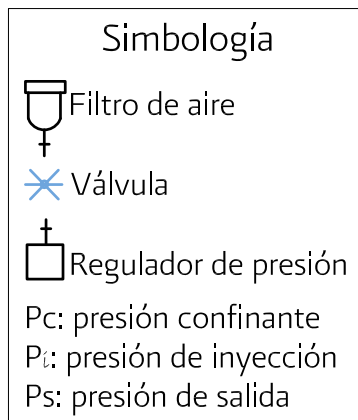 Simbología
Filtro de aire
Válvula
Regulador de presión
Pc: presión confinante
Pi: presión de inyección
Ps: presión de salida